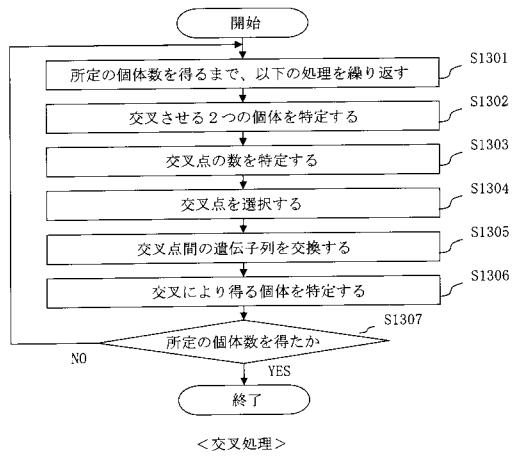 開始
所定の個体数を得るまで、以下の処理を繰り返す
S1301
交叉させる2つの個体を特定する
S1302
交叉点の数を特定する
S1303
交叉点を選択する
S1304
交叉点間の遺伝子列を交換する
S1305
交叉により得る個体を特定する
S1306
所定の個体数を得たか
S1307
NO
YES
終了
＜交叉処理＞